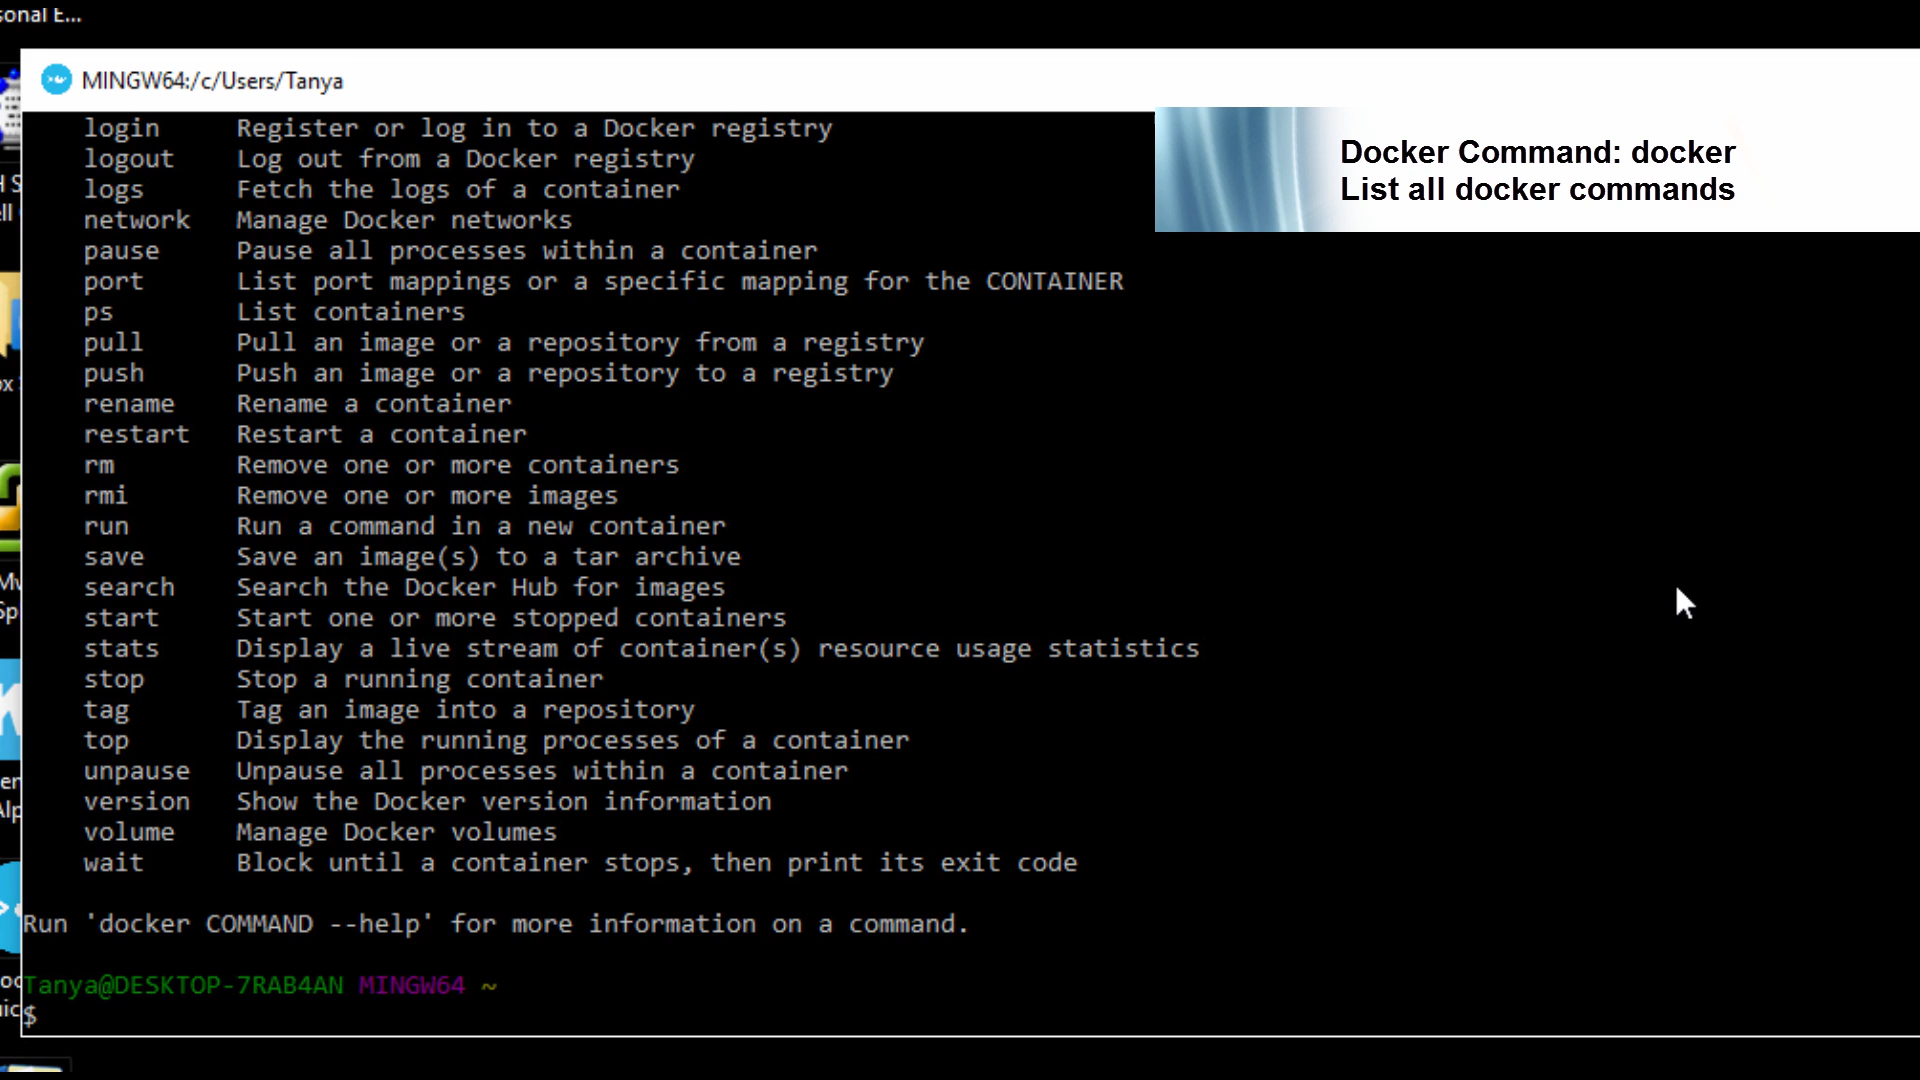 sonal E...
MINGW64:/c/Users/Tanya
Docker Command: docker
List all docker commands
login Register or log in to a Docker registry
logout Log out from a Docker registry
logs Fetch the logs of a container
network Manage Docker networks
pause Pause all processes within a container
port List port mappings or a specific mapping for the CONTAINER
ps List containers
pull Pull an image or a repository from a registry
push Push an image or a repository to a registry
rename Rename a container
restart Restart a container
rm Remove one or more containers
rmi Remove one or more images
run Run a command in a new container
save Save an image(s) to a tar archive
search Search the Docker Hub for images
start Start one or more stopped containers
stats Display a live stream of container(s) resource usage statistics
stop Stop a running container
tag Tag an image into a repository
top Display the running processes of a container
unpause Unpause all processes within a container
version Show the Docker version information
volume Manage Docker volumes
wait Block until a container stops, then print its exit code
Run 'docker COMMAND --help' for more information on a command.
Tanya@DESKTOP-7RAB4AN MINGW64 ~
$